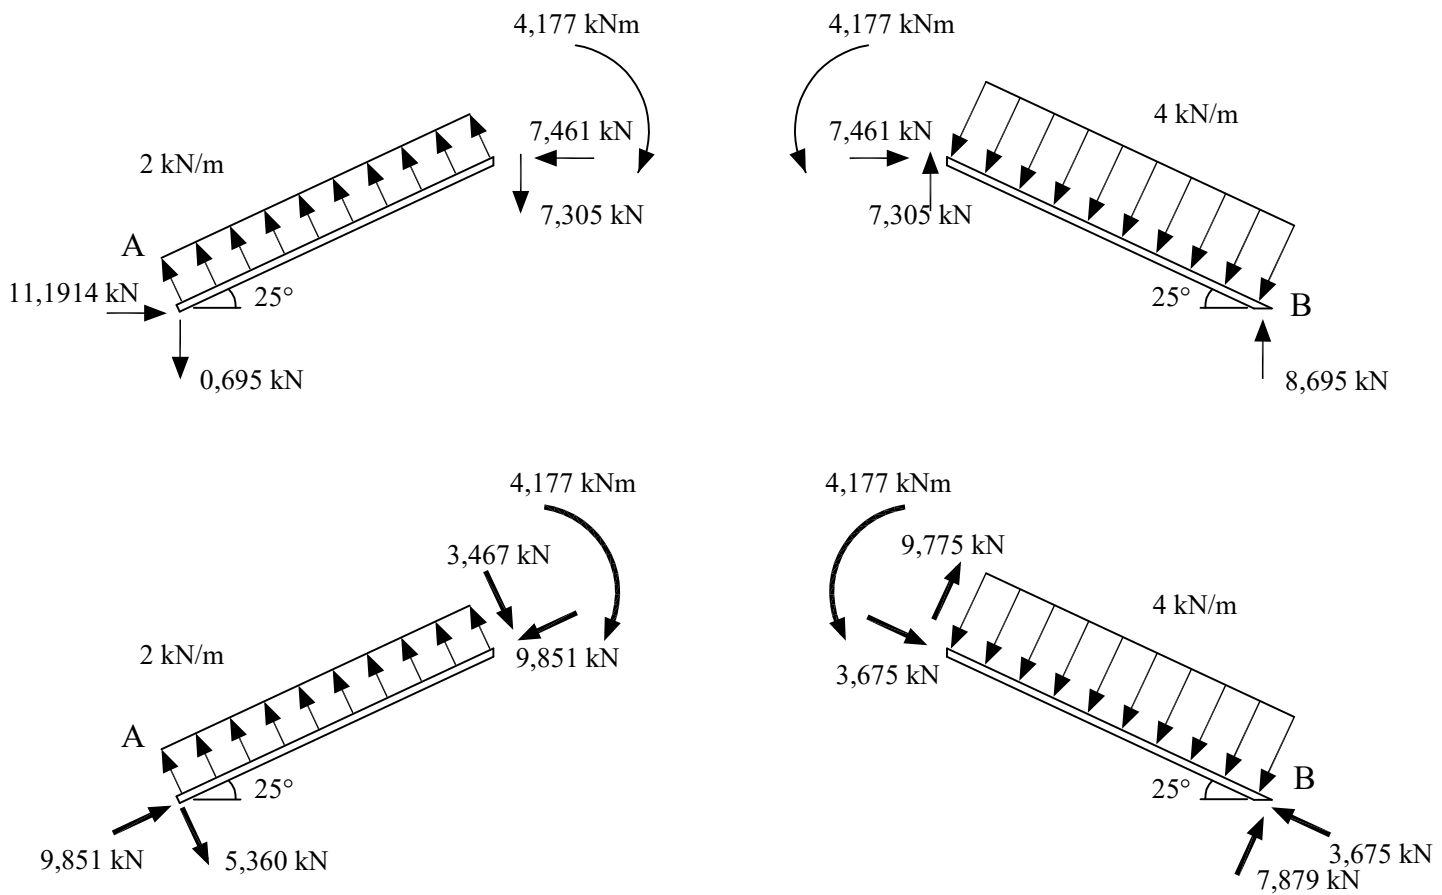 4,177 kNm
4,177 kNm
2 kN/m
7,461 kN
7,461 kN
4 kN/m
7,305 kN
7,305 kN
A
11,1914 kN
25°
25°
B
0,695 kN
8,695 kN
4,177 kNm
4,177 kNm
3,467 kN
9,775 kN
2 kN/m
9,851 kN
3,675 kN
4 kN/m
A
25°
25°
B
9,851 kN
5,360 kN
3,675 kN
7,879 kN